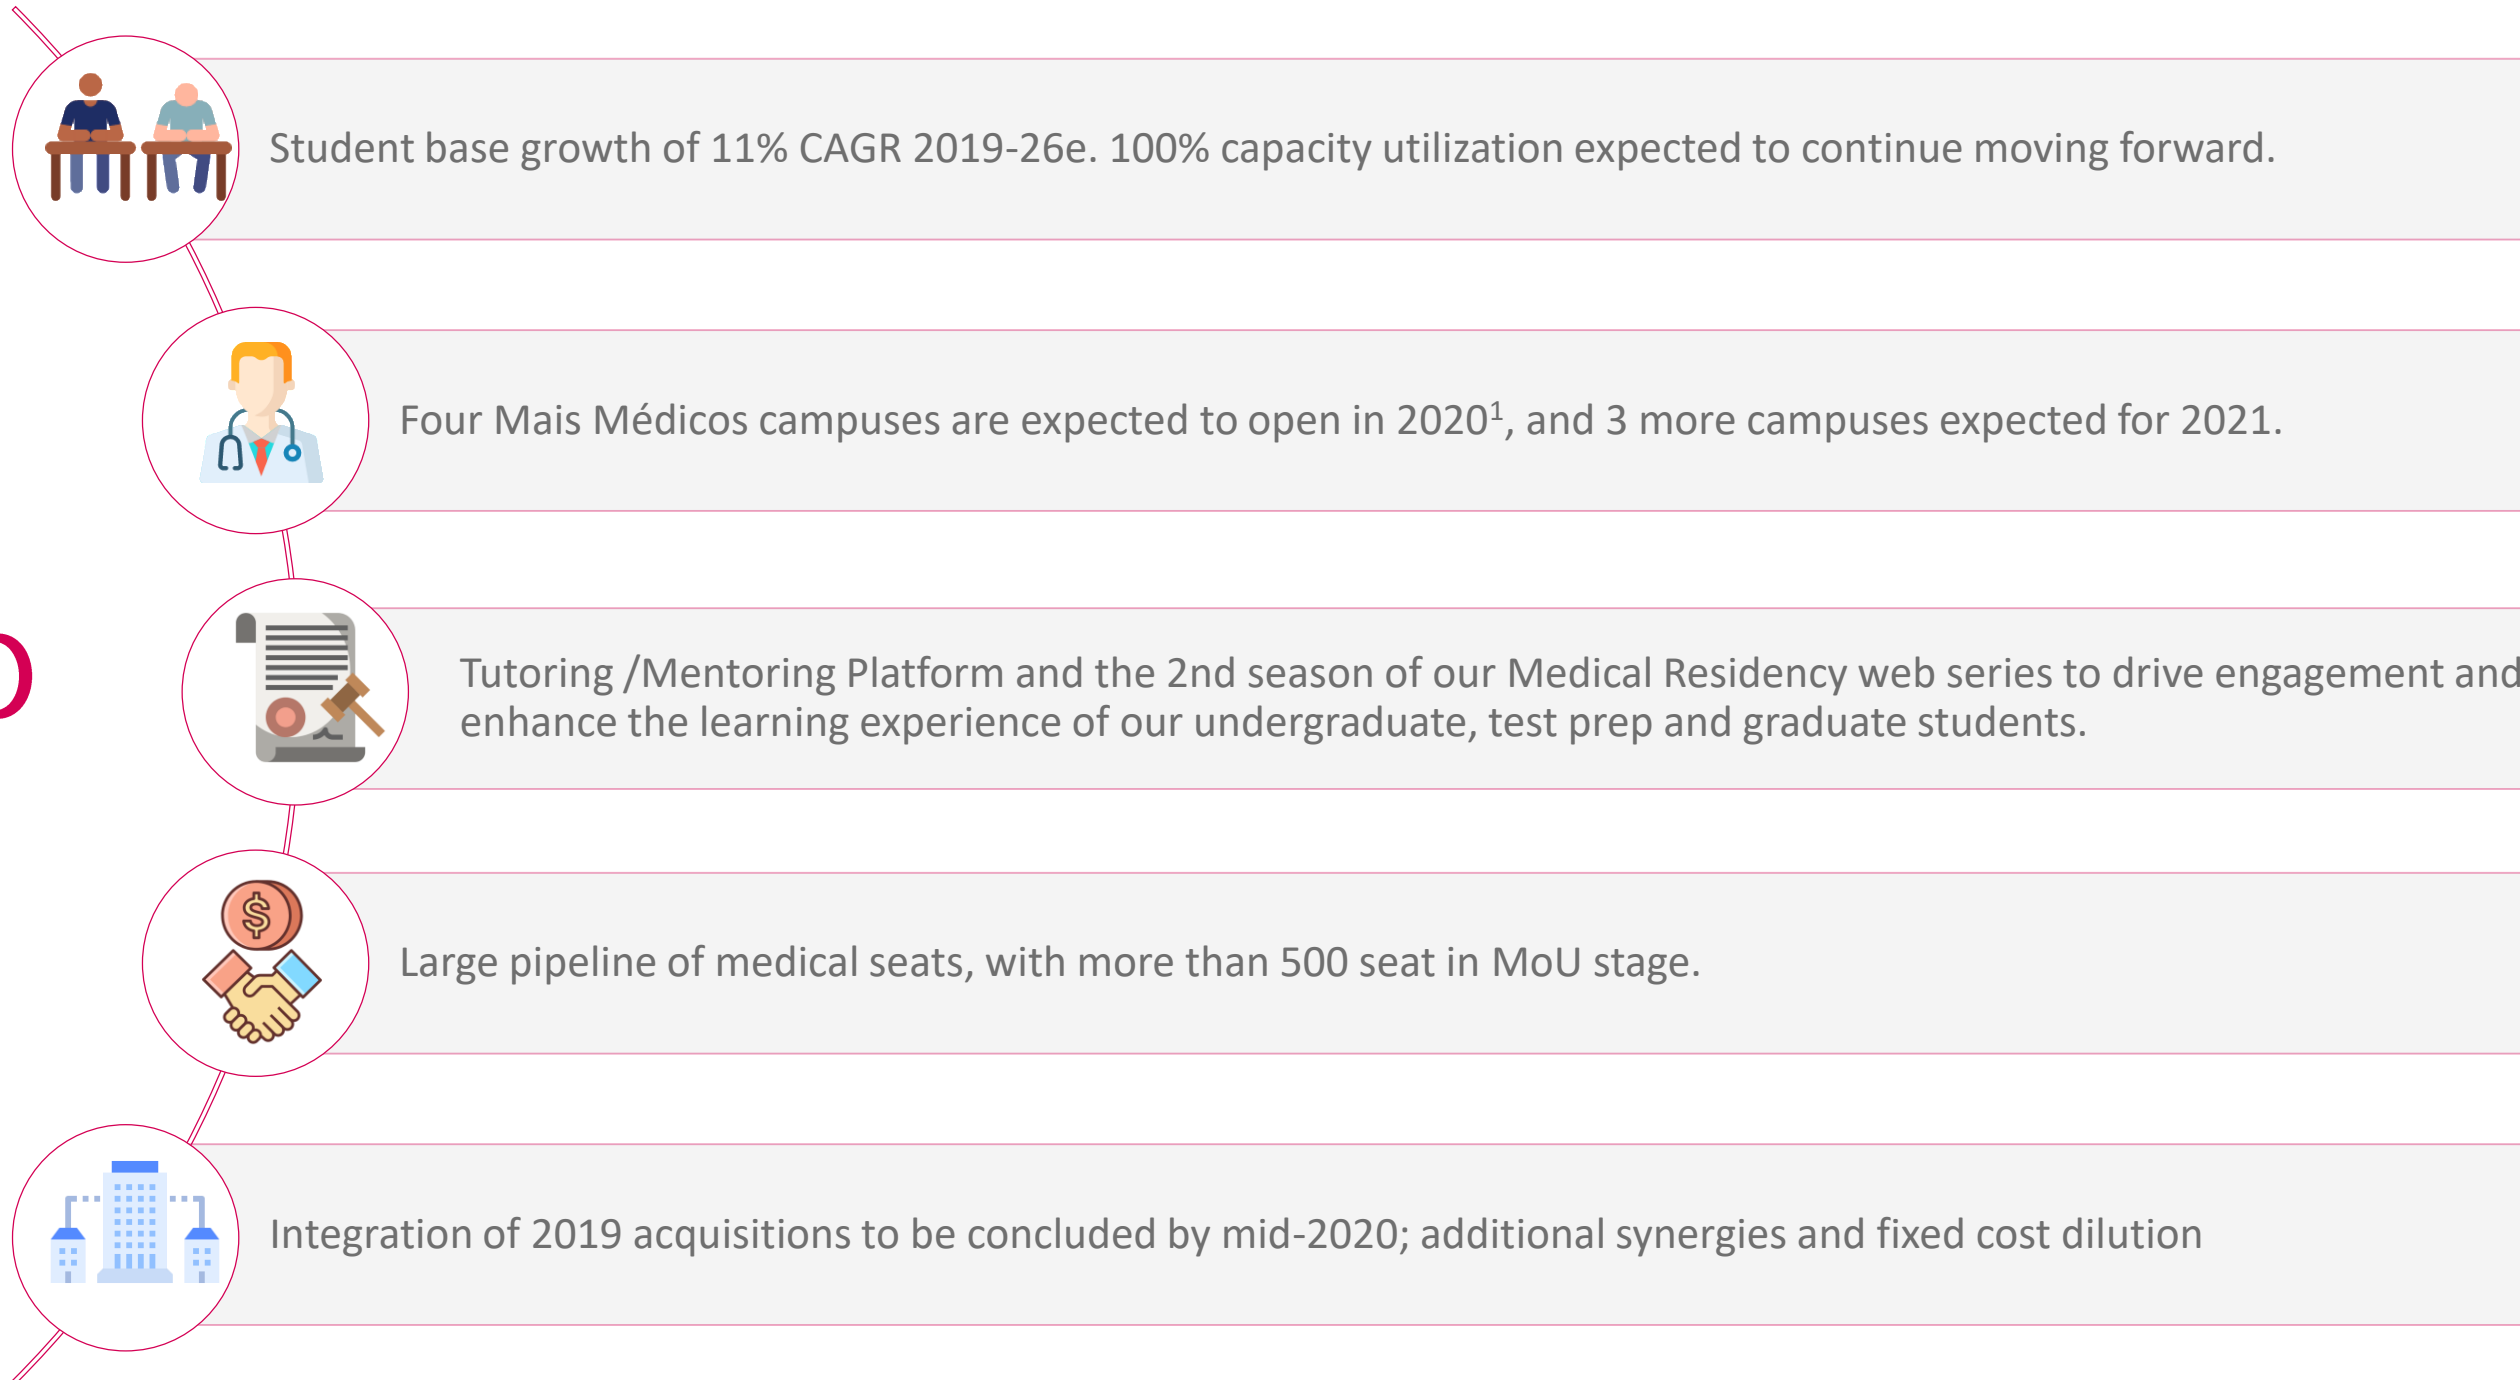 Student base growth of 11% CAGR 2019-26e. 100% capacity utilization expected to continue moving forward.
Four Mais Médicos campuses are expected to open in 2020¹, and 3 more campuses expected for 2021.
Tutoring /Mentoring Platform and the 2nd season of our Medical Residency web series to drive engagement and
enhance the learning experience of our undergraduate, test prep and graduate students.
Large pipeline of medical seats, with more than 500 seat in MoU stage.
Integration of 2019 acquisitions to be concluded by mid-2020; additional synergies and fixed cost dilution